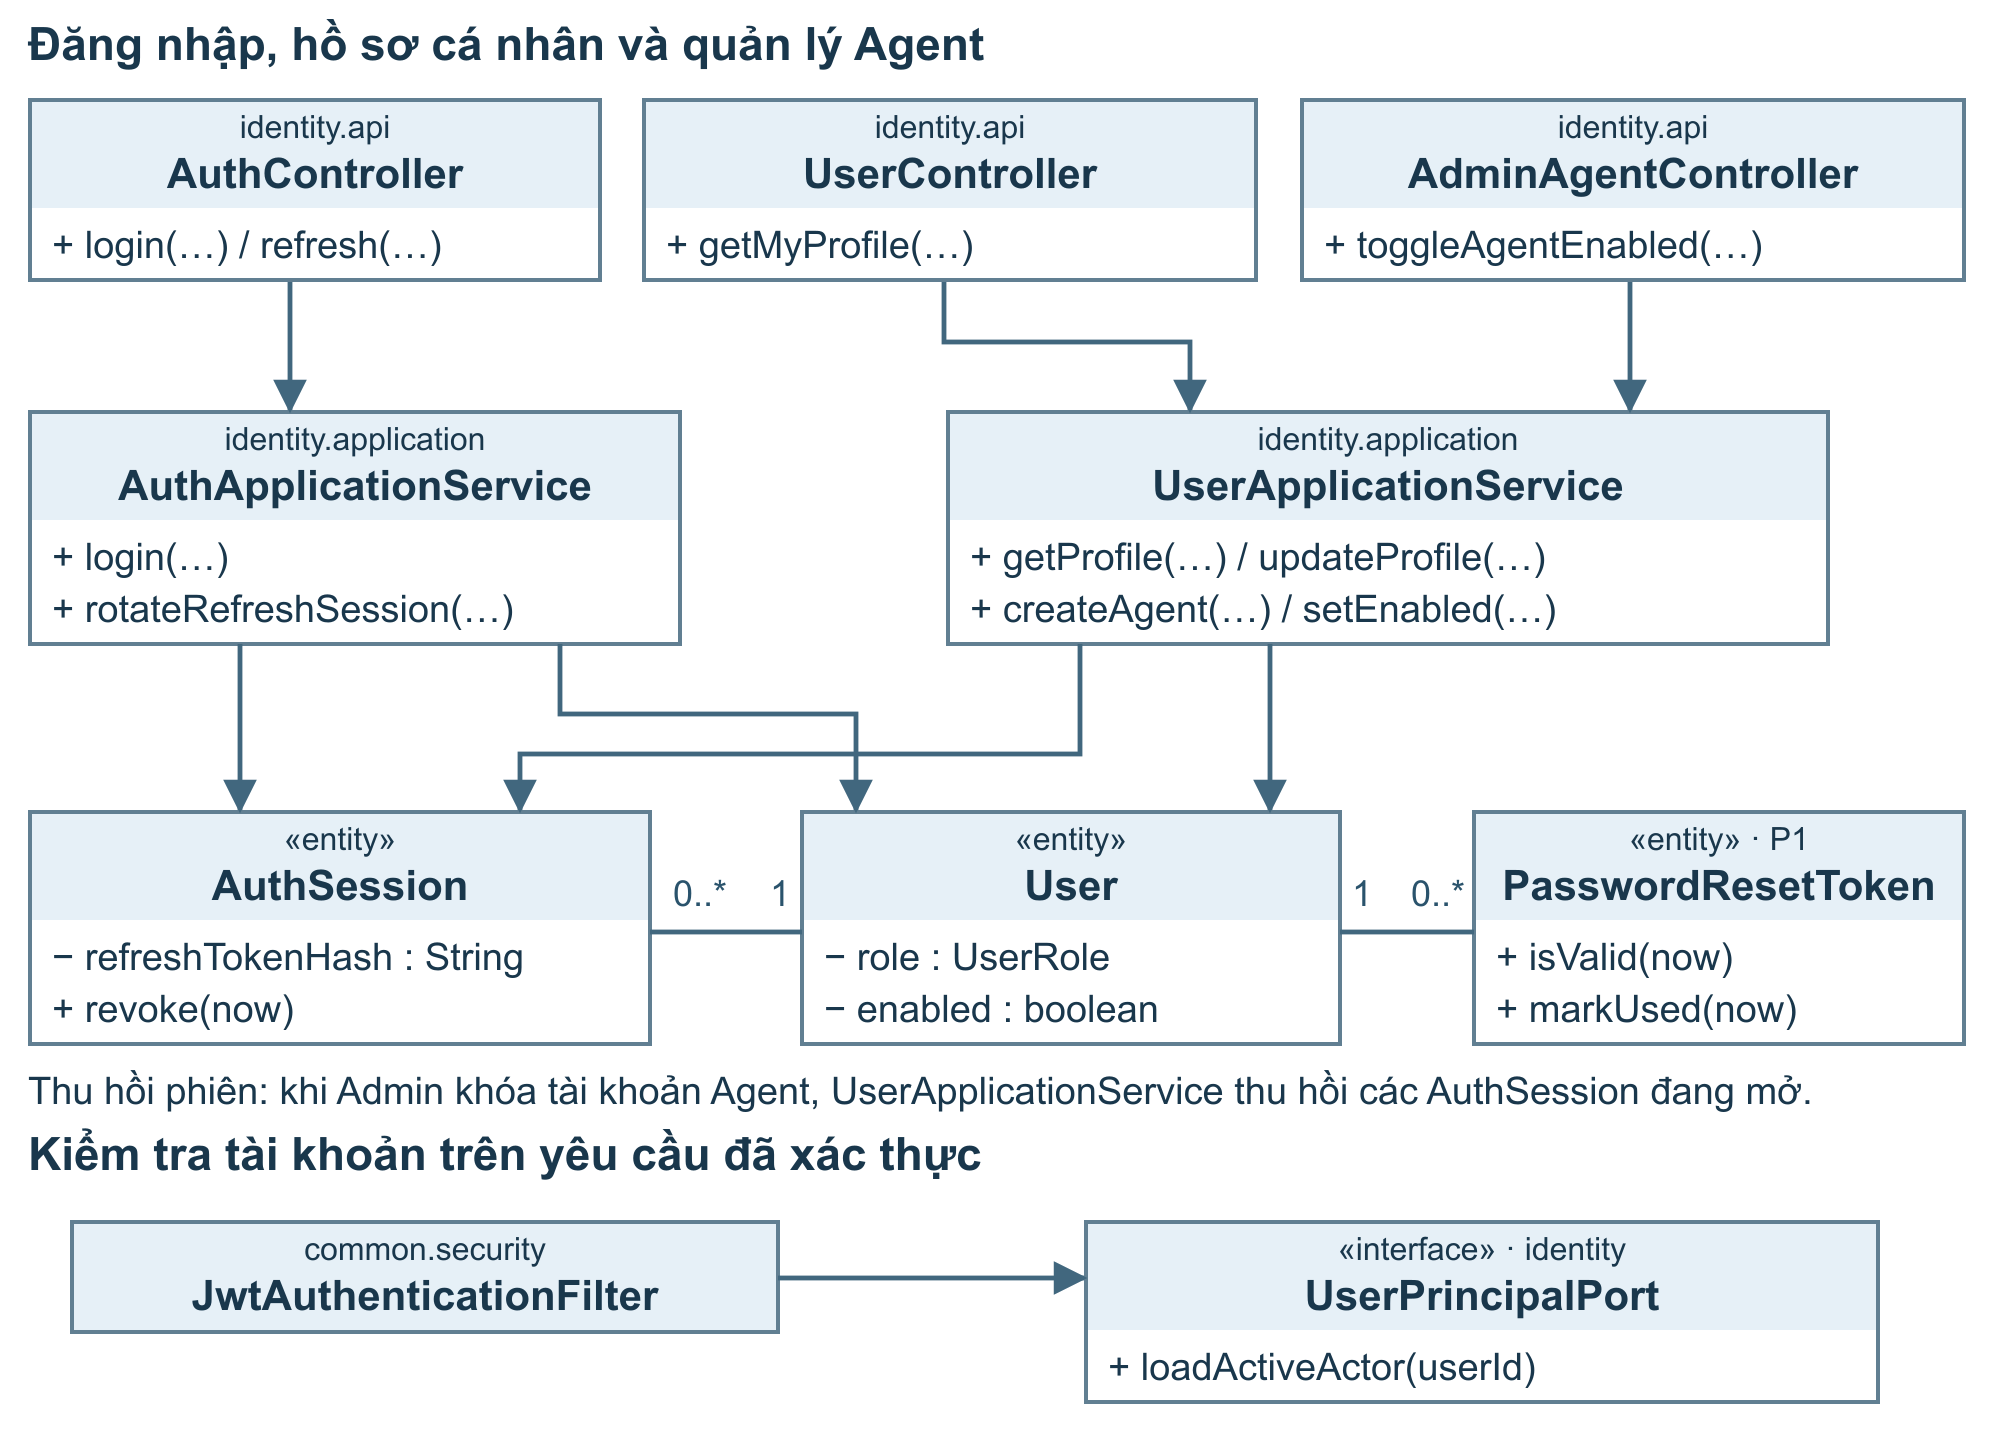 Đăng nhập, hồ sơ cá nhân và quản lý Agent
identity.api
AuthController
+ login(…) / refresh(…)
identity.api
UserController
+ getMyProfile(…)
identity.api
AdminAgentController
+ toggleAgentEnabled(…)
identity.application
AuthApplicationService
+ login(…)
+ rotateRefreshSession(…)
identity.application
UserApplicationService
+ getProfile(…) / updateProfile(…)
+ createAgent(…) / setEnabled(…)
«entity»
AuthSession
− refreshTokenHash : String
+ revoke(now)
0..* 1
«entity»
User
− role : UserRole
− enabled : boolean
1 0..*
«entity» · P1
PasswordResetToken
+ isValid(now)
+ markUsed(now)
Thu hồi phiên: khi Admin khóa tài khoản Agent, UserApplicationService thu hồi các AuthSession đang mở.
Kiểm tra tài khoản trên yêu cầu đã xác thực
common.security
JwtAuthenticationFilter
«interface» · identity
UserPrincipalPort
+ loadActiveActor(userId)